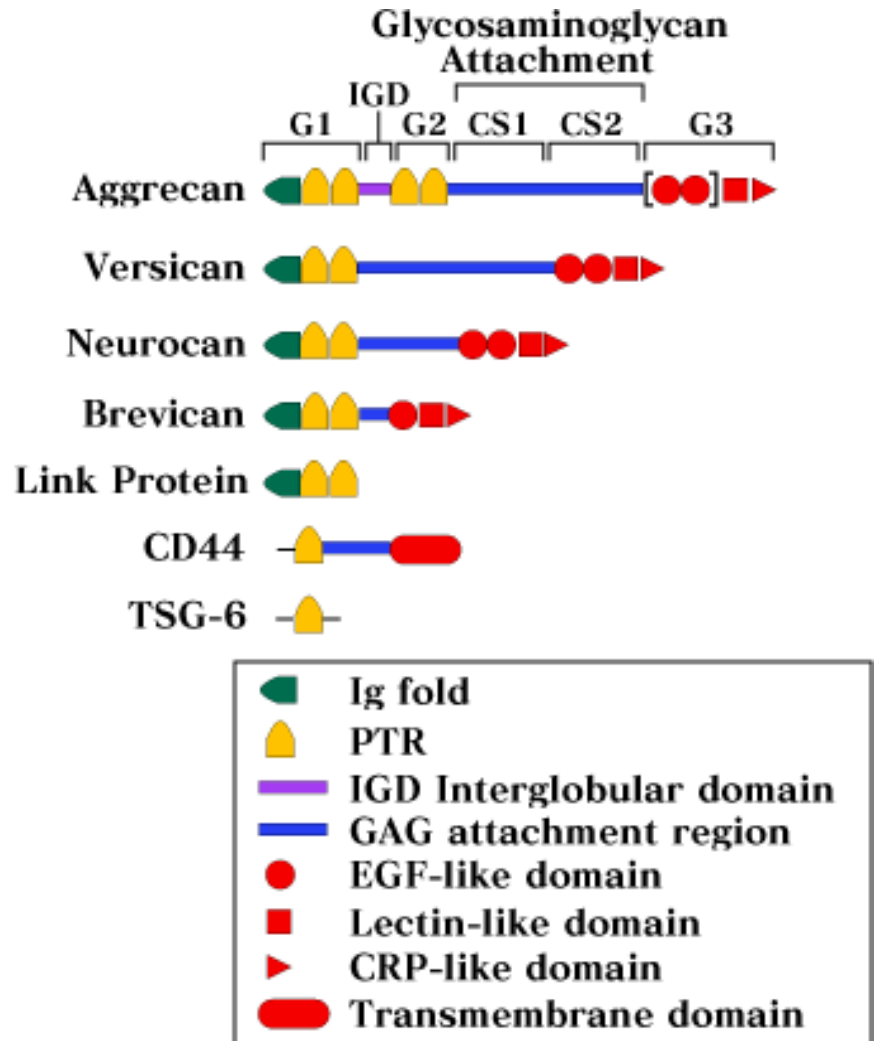 Glycosaminoglycan
Attachment
IGD
G1 G2 CS1 CS2 G3
Aggrecan [ ]
Versican
Neurocan
Brevican
Link Protein
CD44
TSG-6
Ig fold
PTR
IGD Interglobular domain
GAG attachment region
EGF-like domain
Lectin-like domain
CRP-like domain
Transmembrane domain